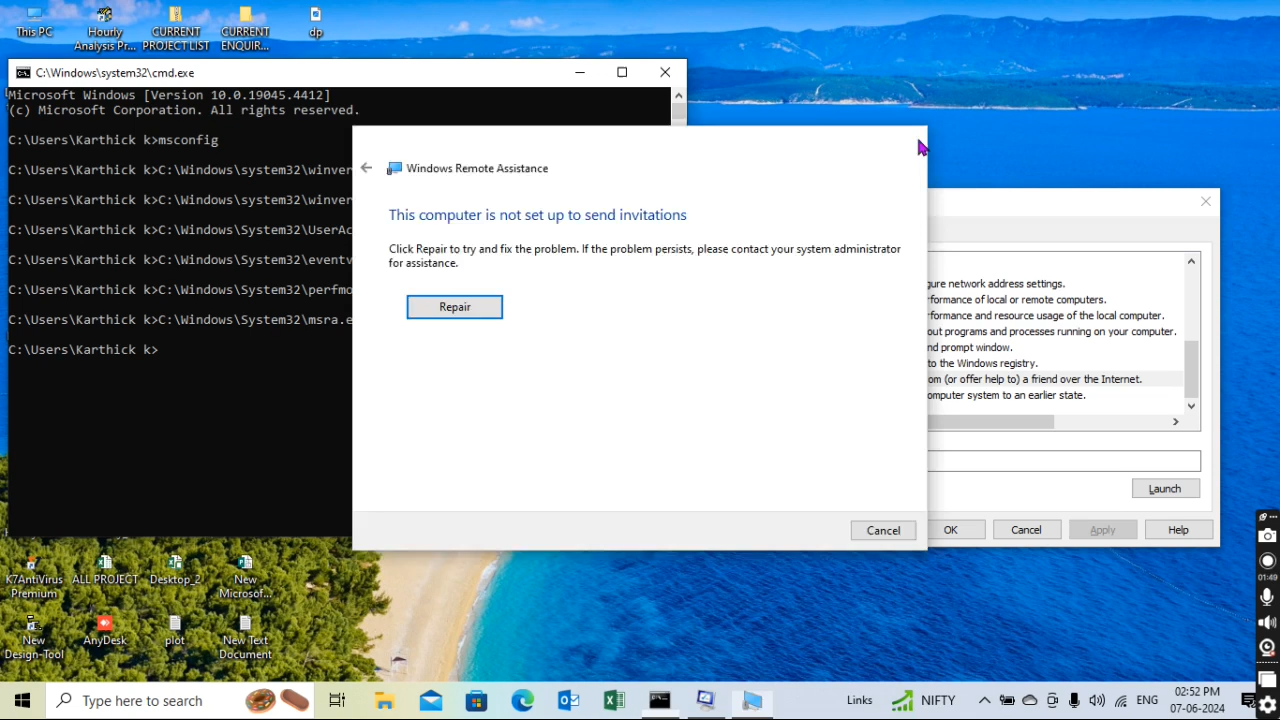 This PC
Hourly
Analysis Pr...
CURRENT
PROJECT LIST
CURRENT
ENQUIR...
dp
C:\Windows\system32\cmd.exe
Microsoft Windows [Version 10.0.19045.4412]
(c) Microsoft Corporation. All rights reserved.
C:\Users\Karthick k>msconfig
C:\Users\Karthick k>C:\Windows\system32\winver
C:\Users\Karthick k>C:\Windows\system32\winver
C:\Users\Karthick k>C:\Windows\System32\UserAc
C:\Users\Karthick k>C:\Windows\System32\eventv
C:\Users\Karthick k>C:\Windows\System32\perfmo
C:\Users\Karthick k>C:\Windows\System32\msra.e
C:\Users\Karthick k>
Windows Remote Assistance
This computer is not set up to send invitations
Click Repair to try and fix the problem. If the problem persists, please contact your system administrator
for assistance.
Repair
Cancel
gure network address settings.
rformance of local or remote computers.
rformance and resource usage of the local computer.
out programs and processes running on your computer.
nd prompt window.
to the Windows registry.
om (or offer help to) a friend over the Internet.
omputer system to an earlier state.
Launch
OK
Cancel
Apply
Help
K7AntiVirus
Premium
ALL PROJECT
Desktop_2
New
Microsof...
New
Design-Tool
AnyDesk
plot
New Text
Document
01:49
Type here to search
Links
NIFTY
ENG
02:52 PM
07-06-2024